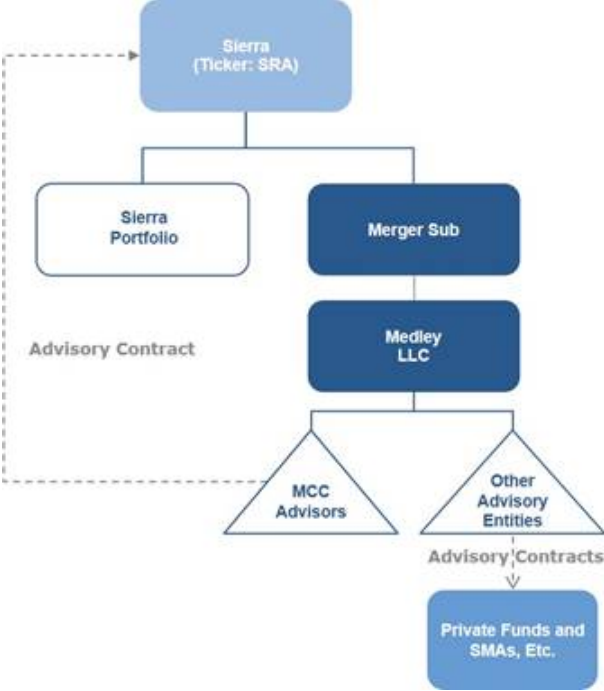 Sierra
(Ticker: SRA)
Sierra
Portfolio
Merger Sub
Advisory Contract
Medley
LLC
MCC
Advisors
Other
Advisory
Entities
Advisory Contracts
Private Funds and
SMAs, Etc.